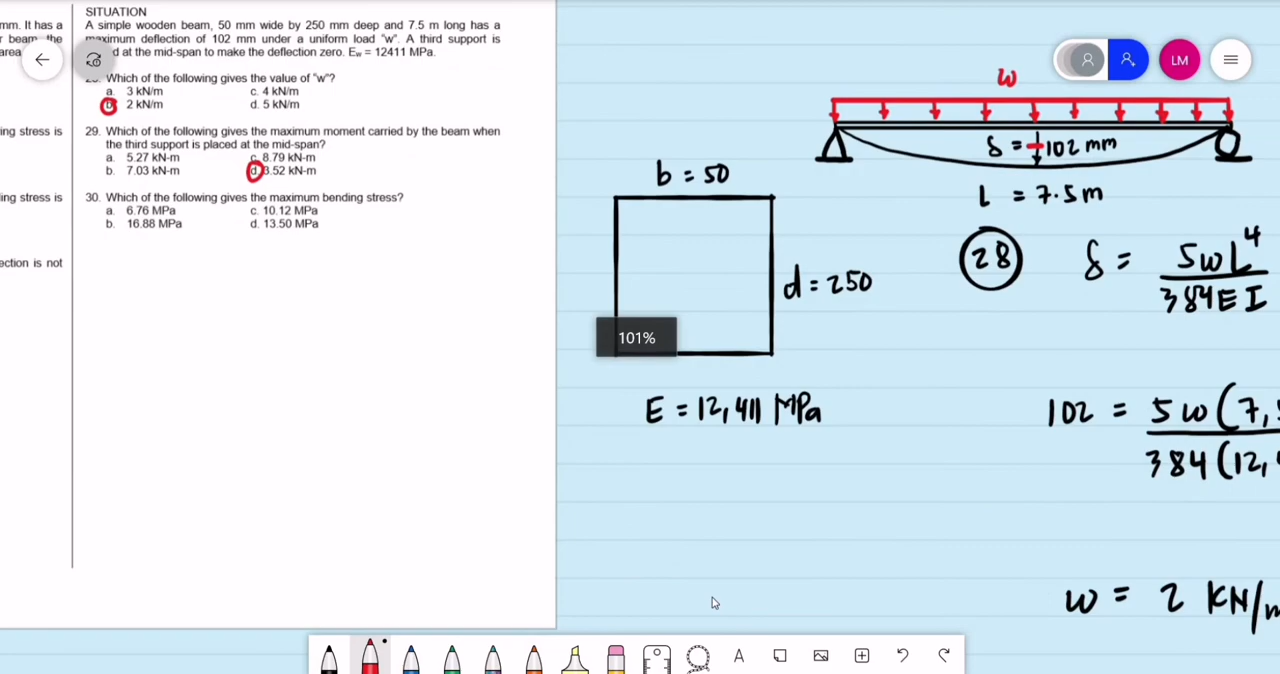 mm. It has a
r beam, the
area
ing stress is
ing stress is
ection is not
SITUATION
A simple wooden beam, 50 mm wide by 250 mm deep and 7.5 m long has a
maximum deflection of 102 mm under a uniform load "w". A third support is
d at the mid-span to make the deflection zero. Ew = 12411 MPa.
Which of the following gives the value of "w"?
a. 3 kN/m c. 4 kN/m
2 kN/m d. 5 kN/m
29. Which of the following gives the maximum moment carried by the beam when
the third support is placed at the mid-span?
a. 5.27 kN-m c. 8.79 kN-m
b. 7.03 kN-m d. 3.52 kN-m
30. Which of the following gives the maximum bending stress?
a. 6.76 MPa c. 10.12 MPa
b. 16.88 MPa d. 13.50 MPa
b = 50
d = 250
101%
E = 12,411 MPa
LM
w
δ = 102 mm
L = 7.5 m
28
δ = 5wL⁴
384EI
102 = 5w(7,
384(12,
w = 2 KN/m
A